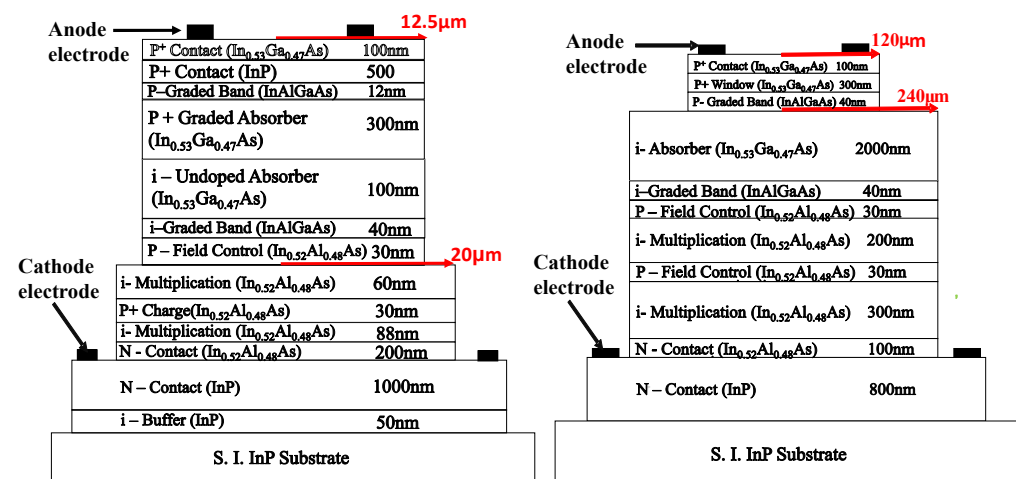 Anode
electrode
12.5μm
P+ Contact (In0.53Ga0.47As) 100nm
P+ Contact (InP) 500
P–Graded Band (InAlGaAs) 12nm
P + Graded Absorber
(In0.53Ga0.47As)
300nm
i – Undoped Absorber
(In0.53Ga0.47As)
100nm
i–Graded Band (InAlGaAs) 40nm
P – Field Control (In0.52Al0.48As) 30nm
20μm
Cathode
electrode
i- Multiplication (In0.52Al0.48As) 60nm
P+ Charge(In0.52Al0.48As) 30nm
i- Multiplication (In0.52Al0.48As) 88nm
N - Contact (In0.52Al0.48As) 200nm
N – Contact (InP) 1000nm
i – Buffer (InP) 50nm
S. I. InP Substrate
Anode
electrode
120μm
P+ Contact (In0.53Ga0.47As) 100nm
P+ Window (In0.53Ga0.47As) 300nm
P- Graded Band (InAlGaAs) 40nm
240μm
i- Absorber (In0.53Ga0.47As) 2000nm
i–Graded Band (InAlGaAs) 40nm
P – Field Control (In0.52Al0.48As) 30nm
i- Multiplication (In0.52Al0.48As) 200nm
P – Field Control (In0.52Al0.48As) 30nm
Cathode
electrode
i- Multiplication (In0.52Al0.48As) 300nm
N - Contact (In0.52Al0.48As) 100nm
N – Contact (InP) 800nm
S. I. InP Substrate